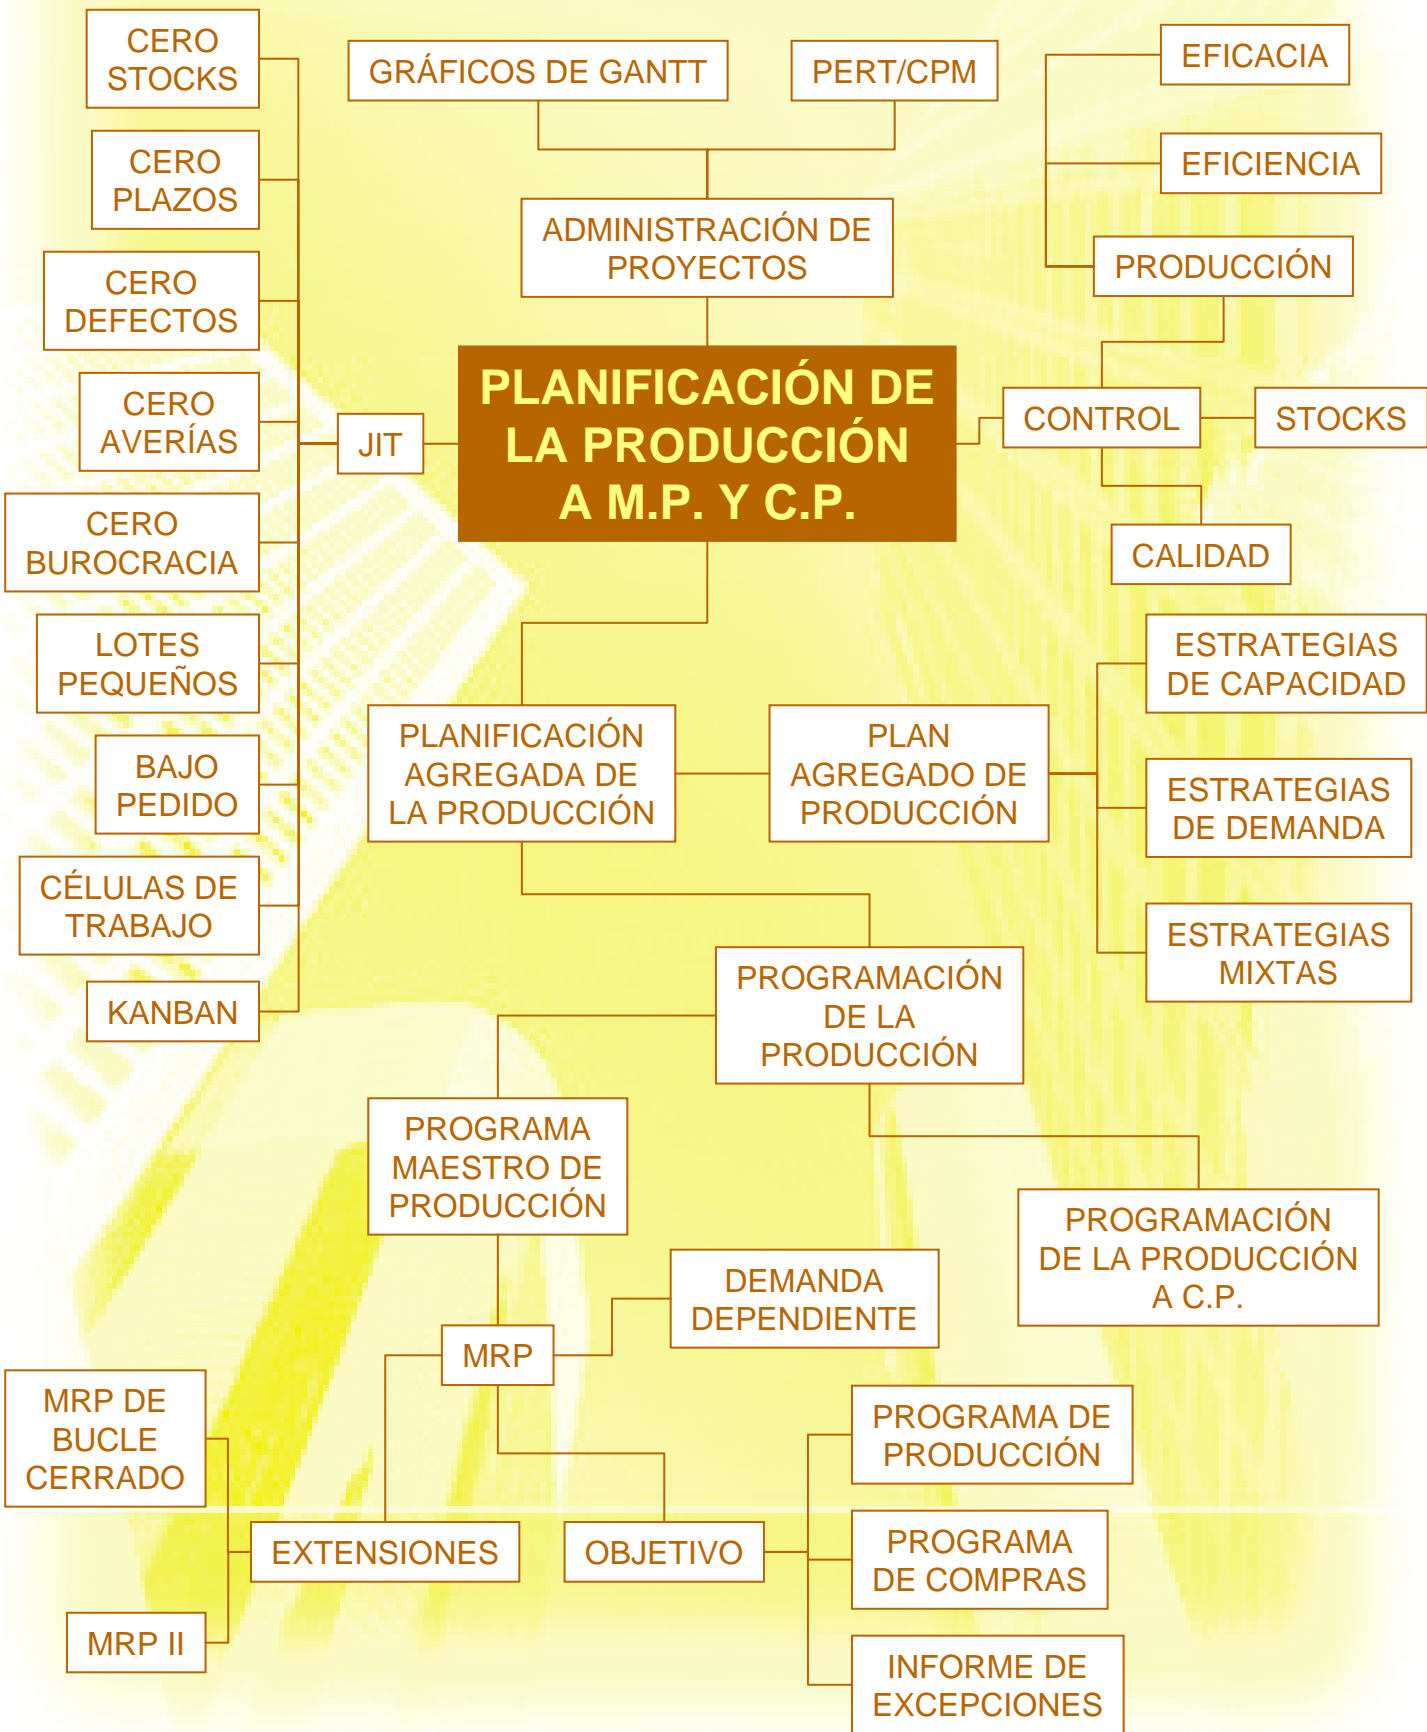 CERO
STOCKS
GRÁFICOS DE GANTT
PERT/CPM
EFICACIA
CERO
PLAZOS
EFICIENCIA
ADMINISTRACIÓN DE
PROYECTOS
PRODUCCIÓN
CERO
DEFECTOS
PLANIFICACIÓN DE
LA PRODUCCIÓN
A M.P. Y C.P.
CERO
AVERÍAS
JIT
CONTROL
STOCKS
CERO
BUROCRACIA
CALIDAD
LOTES
PEQUEÑOS
ESTRATEGIAS
DE CAPACIDAD
PLANIFICACIÓN
AGREGADA DE
LA PRODUCCIÓN
PLAN
AGREGADO DE
PRODUCCIÓN
BAJO
PEDIDO
ESTRATEGIAS
DE DEMANDA
CÉLULAS DE
TRABAJO
ESTRATEGIAS
MIXTAS
KANBAN
PROGRAMACIÓN
DE LA
PRODUCCIÓN
PROGRAMA
MAESTRO DE
PRODUCCIÓN
PROGRAMACIÓN
DE LA PRODUCCIÓN
A C.P.
DEMANDA
DEPENDIENTE
MRP
MRP DE
BUCLE
CERRADO
PROGRAMA DE
PRODUCCIÓN
EXTENSIONES
OBJETIVO
PROGRAMA
DE COMPRAS
MRP II
INFORME DE
EXCEPCIONES